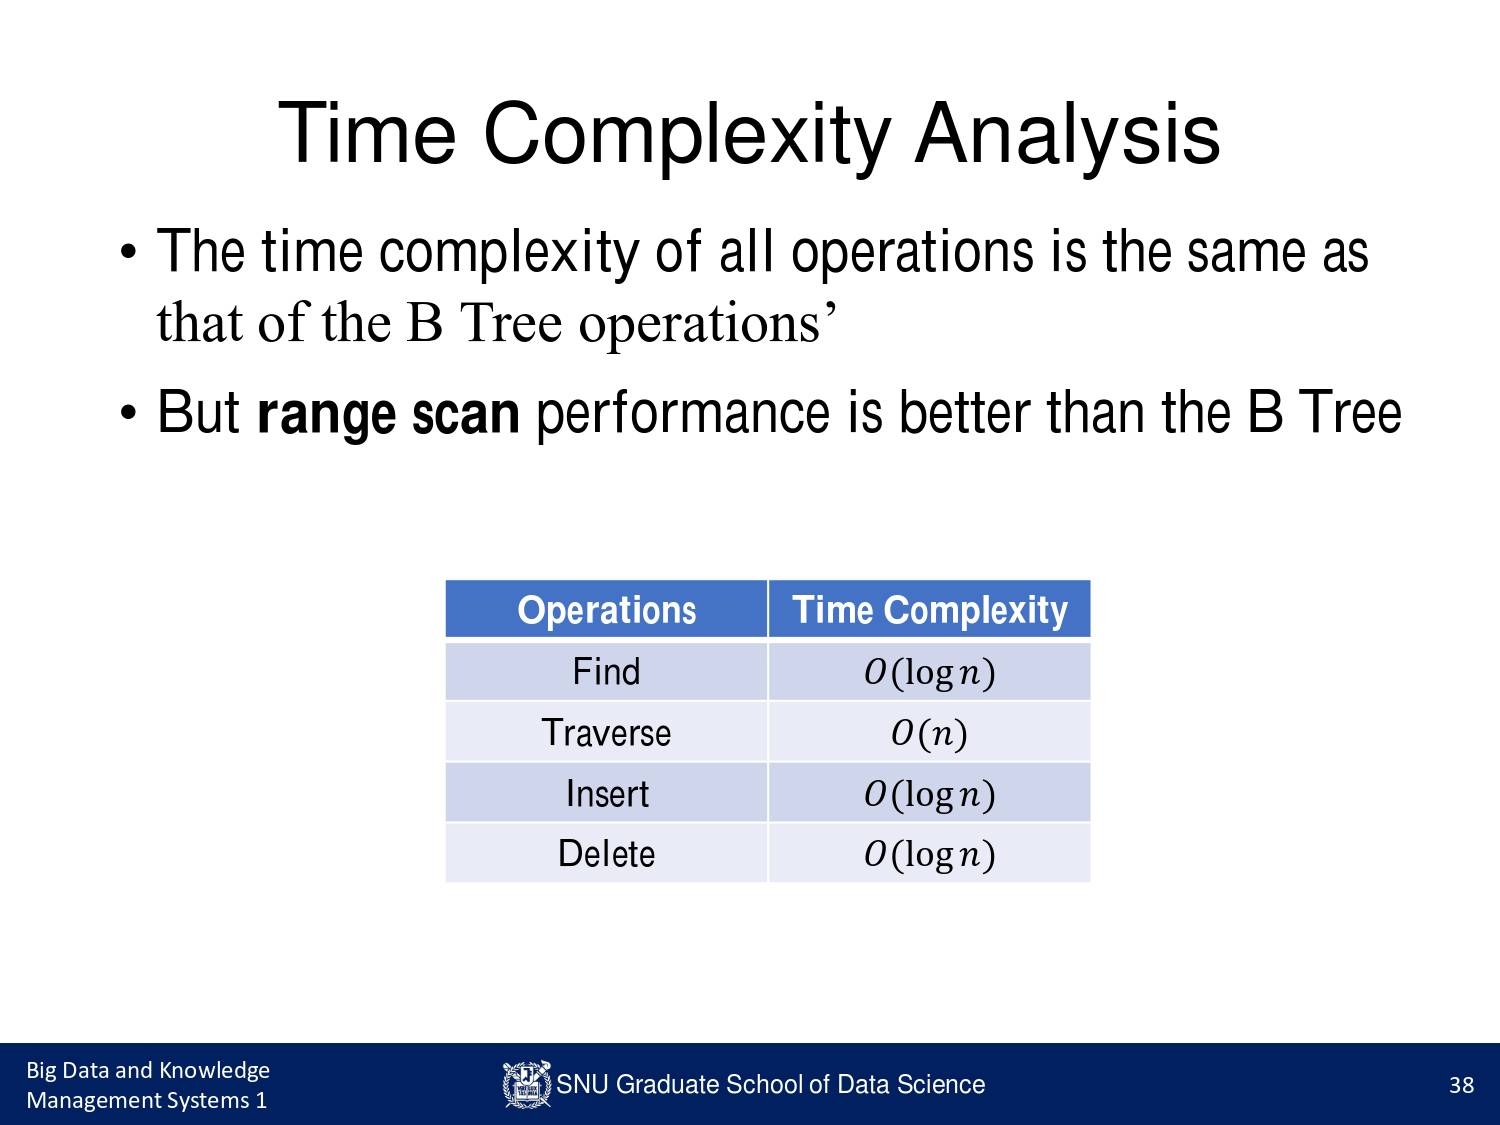 Time Complexity Analysis
• The time complexity of all operations is the same as
that of the B Tree operations’
• But range scan performance is better than the B Tree
Operations Time Complexity
Find O(log n)
Traverse O(n)
Insert O(log n)
Delete O(log n)
Big Data and Knowledge
Management Systems 1
SNU Graduate School of Data Science
38